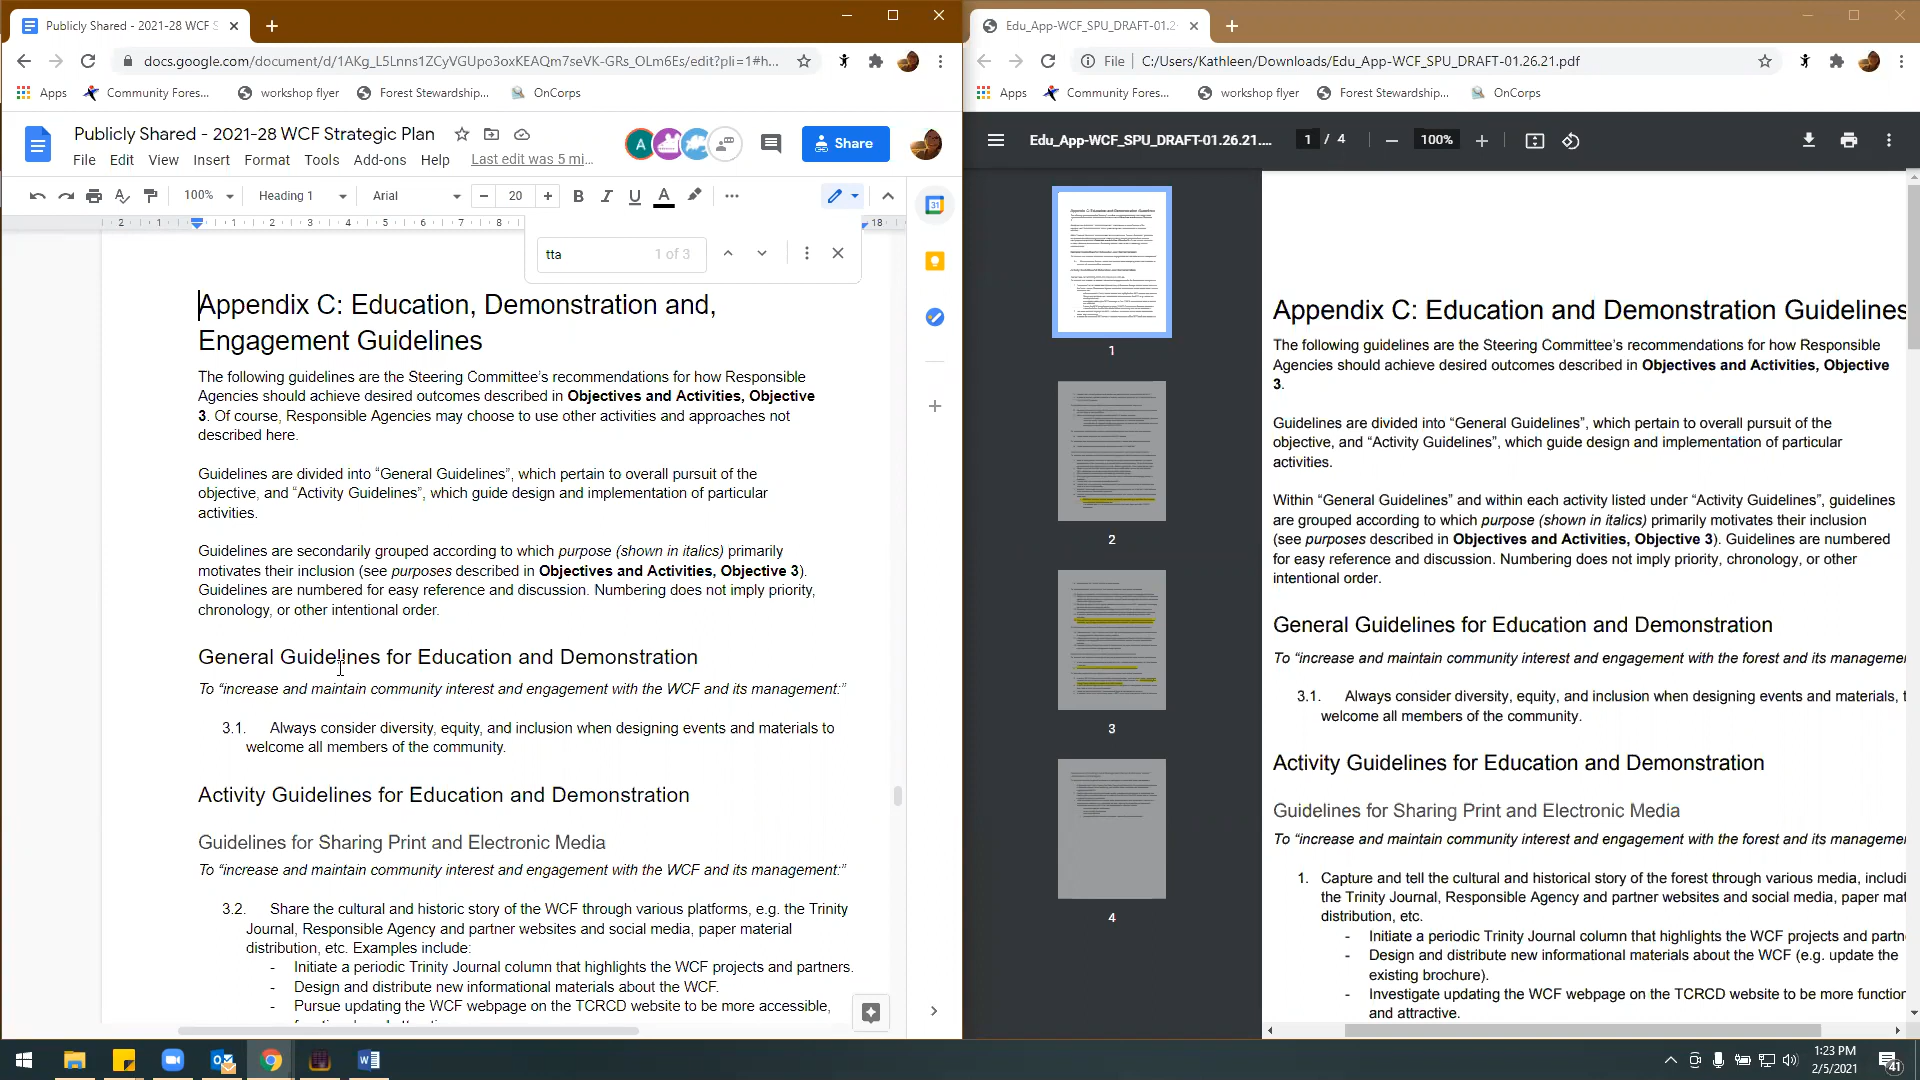 Publicly Shared - 2021-28 WCF S
docs.google.com/document/d/1AKg_L5Lnns1ZCyVGUpo3oxKEAQm7seVK-GRs_OLm6Es/edit?pli=1#h...
Apps Community Fores... workshop flyer Forest Stewardship... OnCorps
Publicly Shared - 2021-28 WCF Strategic Plan
A
Share
File Edit View Insert Format Tools Add-ons Help Last edit was 5 mi...
100% Heading 1 Arial - 20 + B I U A
2 1 1 2 3 4 5 6 7 8 18
tta 1 of 3
31
Appendix C: Education, Demonstration and,
Engagement Guidelines
The following guidelines are the Steering Committee's recommendations for how Responsible
Agencies should achieve desired outcomes described in Objectives and Activities, Objective
3. Of course, Responsible Agencies may choose to use other activities and approaches not
described here.
Guidelines are divided into “General Guidelines”, which pertain to overall pursuit of the
objective, and “Activity Guidelines”, which guide design and implementation of particular
activities.
Guidelines are secondarily grouped according to which purpose (shown in italics) primarily
motivates their inclusion (see purposes described in Objectives and Activities, Objective 3).
Guidelines are numbered for easy reference and discussion. Numbering does not imply priority,
chronology, or other intentional order.
General Guidelines for Education and Demonstration
To “increase and maintain community interest and engagement with the WCF and its management:”
3.1. Always consider diversity, equity, and inclusion when designing events and materials to
welcome all members of the community.
Activity Guidelines for Education and Demonstration
Guidelines for Sharing Print and Electronic Media
To “increase and maintain community interest and engagement with the WCF and its management:”
3.2. Share the cultural and historic story of the WCF through various platforms, e.g. the Trinity
Journal, Responsible Agency and partner websites and social media, paper material
distribution, etc. Examples include:
- Initiate a periodic Trinity Journal column that highlights the WCF projects and partners.
- Design and distribute new informational materials about the WCF.
- Pursue updating the WCF webpage on the TCRCD website to be more accessible,
Edu_App-WCF_SPU_DRAFT-01.2
File C:/Users/Kathleen/Downloads/Edu_App-WCF_SPU_DRAFT-01.26.21.pdf
Apps Community Fores... workshop flyer Forest Stewardship... OnCorps
Edu_App-WCF_SPU_DRAFT-01.26.21.... 1 / 4 100%
1
2
3
4
Appendix C: Education and Demonstration Guidelines
The following guidelines are the Steering Committee's recommendations for how Responsible
Agencies should achieve desired outcomes described in Objectives and Activities, Objective
3.
Guidelines are divided into “General Guidelines”, which pertain to overall pursuit of the
objective, and “Activity Guidelines”, which guide design and implementation of particular
activities.
Within “General Guidelines” and within each activity listed under “Activity Guidelines”, guidelines
are grouped according to which purpose (shown in italics) primarily motivates their inclusion
(see purposes described in Objectives and Activities, Objective 3). Guidelines are numbered
for easy reference and discussion. Numbering does not imply priority, chronology, or other
intentional order.
General Guidelines for Education and Demonstration
To “increase and maintain community interest and engagement with the forest and its manageme
3.1. Always consider diversity, equity, and inclusion when designing events and materials, t
welcome all members of the community.
Activity Guidelines for Education and Demonstration
Guidelines for Sharing Print and Electronic Media
To “increase and maintain community interest and engagement with the forest and its manageme
1. Capture and tell the cultural and historical story of the forest through various media, includi
the Trinity Journal, Responsible Agency and partner websites and social media, paper mat
distribution, etc.
- Initiate a periodic Trinity Journal column that highlights the WCF projects and partn
- Design and distribute new informational materials about the WCF (e.g. update the
existing brochure).
- Investigate updating the WCF webpage on the TCRCD website to be more function
and attractive.
1:23 PM
2/5/2021
41